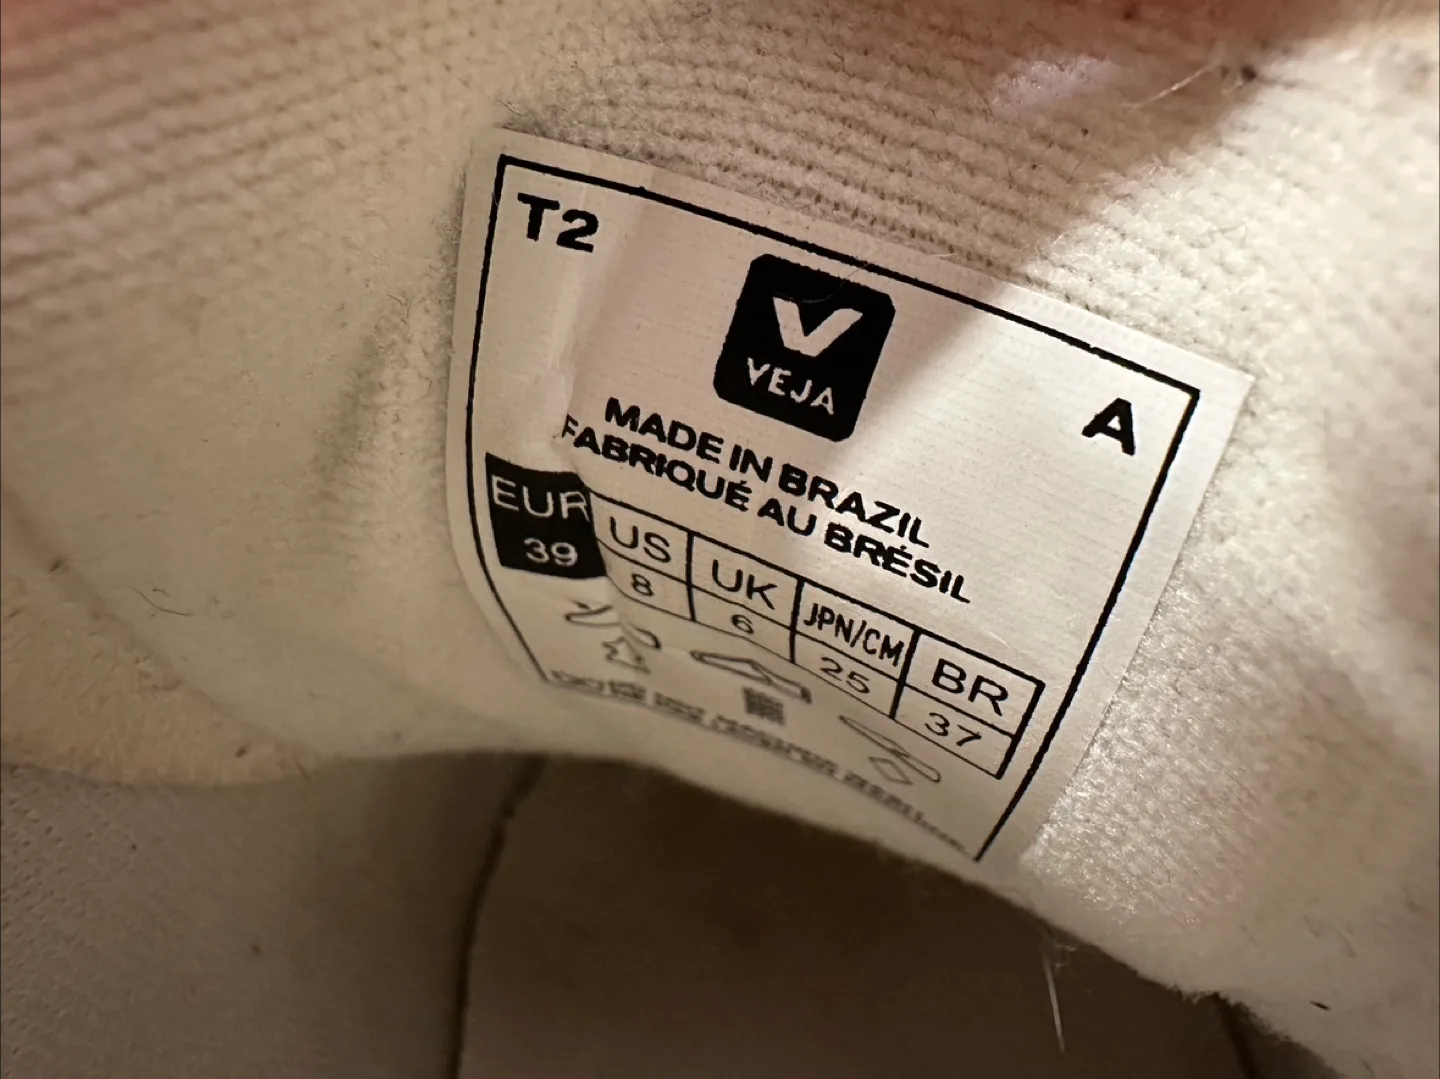 T2
V
VEJA
A
MADE IN BRAZIL
FABRIQUÉ AU BRÉSIL
EUR US UK JPN/CM BR
39 8 6 25 37